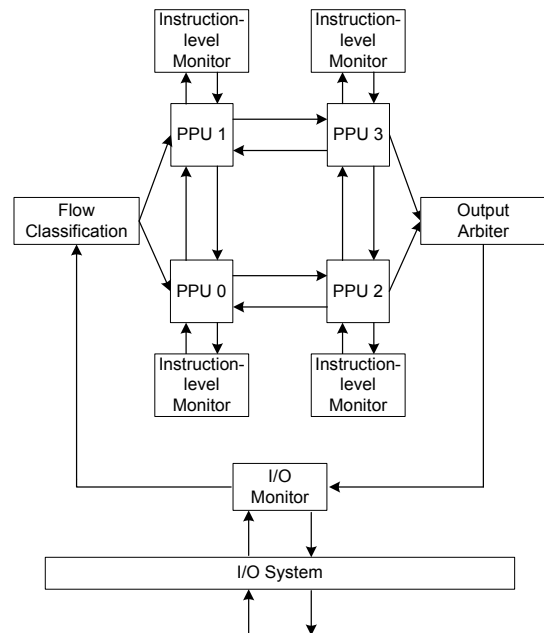 Instruction-
level
Monitor
Instruction-
level
Monitor
PPU 1
PPU 3
Flow
Classification
Output
Arbiter
PPU 0
PPU 2
Instruction-
level
Monitor
Instruction-
level
Monitor
I/O
Monitor
I/O System